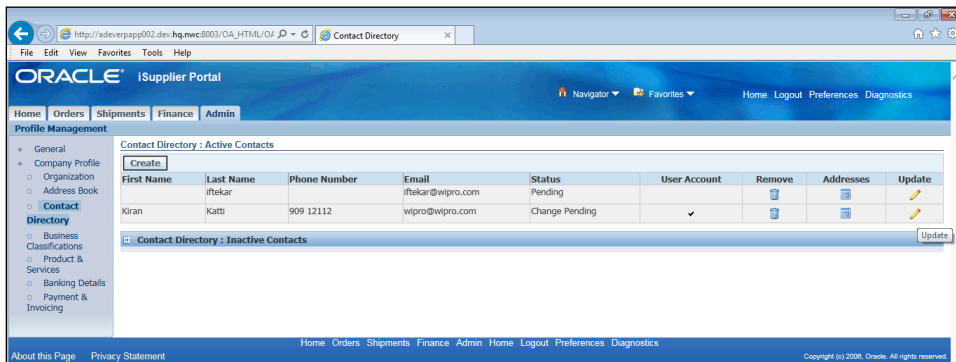 http://adeverpapp002.dev.hq.nwc:8003/OA_HTML/OA
Contact Directory
File Edit View Favorites Tools Help
ORACLE® iSupplier Portal
Navigator Favorites Home Logout Preferences Diagnostics
Home Orders Shipments Finance Admin
Profile Management
General
Company Profile
Organization
Address Book
Contact
Directory
Business
Classifications
Product &
Services
Banking Details
Payment &
Invoicing
Contact Directory : Active Contacts
Create
First Name Last Name Phone Number Email Status User Account Remove Addresses Update
iftekar iftekar@wipro.com Pending
Kiran Katti 909 12112 wipro@wipro.com Change Pending
Update
Contact Directory : Inactive Contacts
Home Orders Shipments Finance Admin Home Logout Preferences Diagnostics
About this Page Privacy Statement
Copyright (c) 2006, Oracle. All rights reserved.